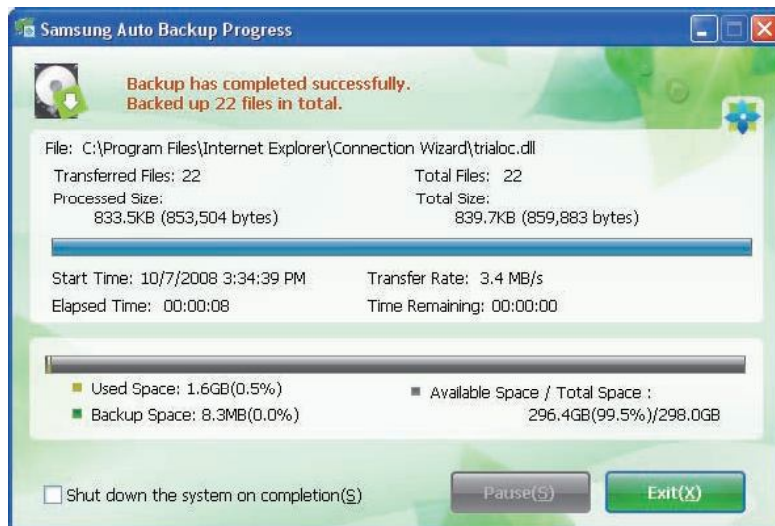 Samsung Auto Backup Progress
Backup has completed successfully.
Backed up 22 files in total.
File: C:\Program Files\Internet Explorer\Connection Wizard\trialoc.dll
Transferred Files: 22 Total Files: 22
Processed Size: Total Size:
833.5KB (853,504 bytes) 839.7KB (859,883 bytes)
Start Time: 10/7/2008 3:34:39 PM Transfer Rate: 3.4 MB/s
Elapsed Time: 00:00:08 Time Remaining: 00:00:00
Used Space: 1.6GB(0.5%) Available Space / Total Space :
Backup Space: 8.3MB(0.0%) 296.4GB(99.5%)/298.0GB
Shut down the system on completion(S) Pause(S) Exit(X)